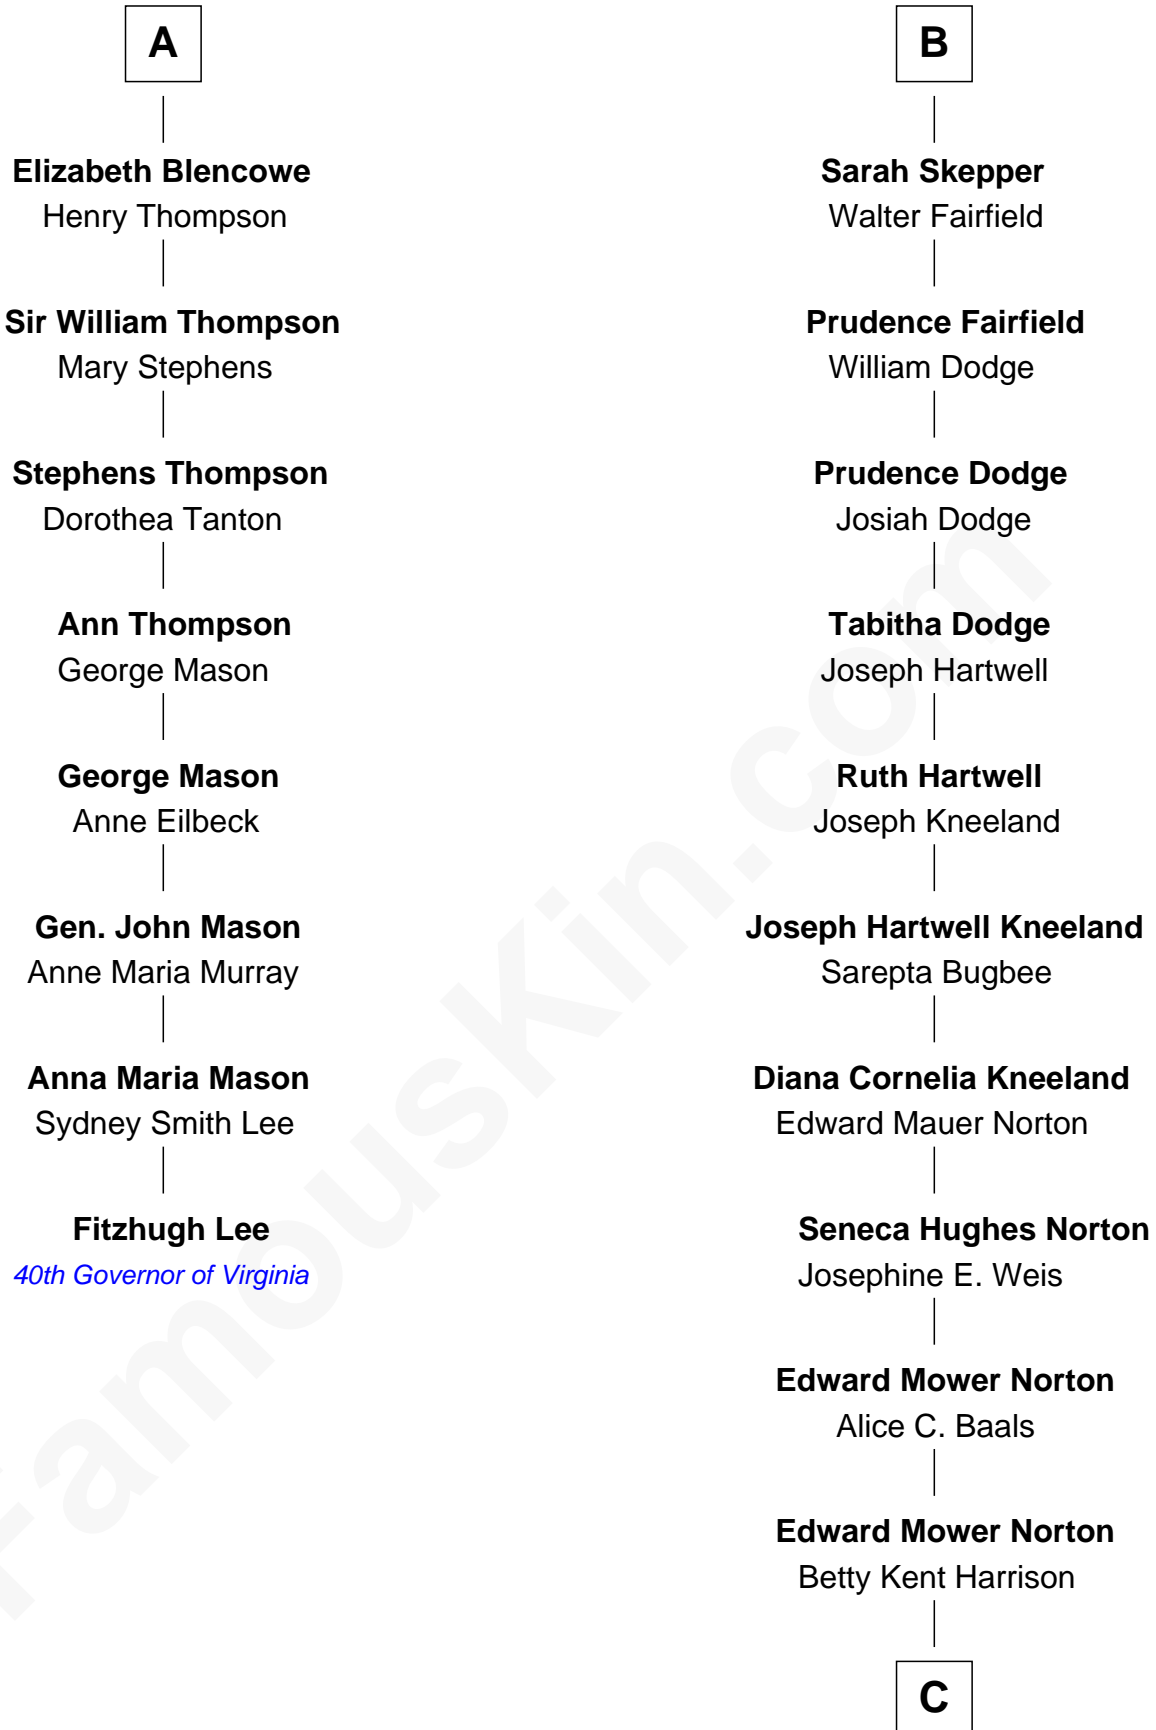 A
Elizabeth Blencowe
Henry Thompson
Sir William Thompson
Mary Stephens
Stephens Thompson
Dorothea Tanton
Ann Thompson
George Mason
George Mason
Anne Eilbeck
Gen. John Mason
Anne Maria Murray
Anna Maria Mason
Sydney Smith Lee
Fitzhugh Lee
40th Governor of Virginia
B
Sarah Skepper
Walter Fairfield
Prudence Fairfield
William Dodge
Prudence Dodge
Josiah Dodge
Tabitha Dodge
Joseph Hartwell
Ruth Hartwell
Joseph Kneeland
Joseph Hartwell Kneeland
Sarepta Bugbee
Diana Cornelia Kneeland
Edward Mauer Norton
Seneca Hughes Norton
Josephine E. Weis
Edward Mower Norton
Alice C. Baals
Edward Mower Norton
Betty Kent Harrison
C
FamousKin.com